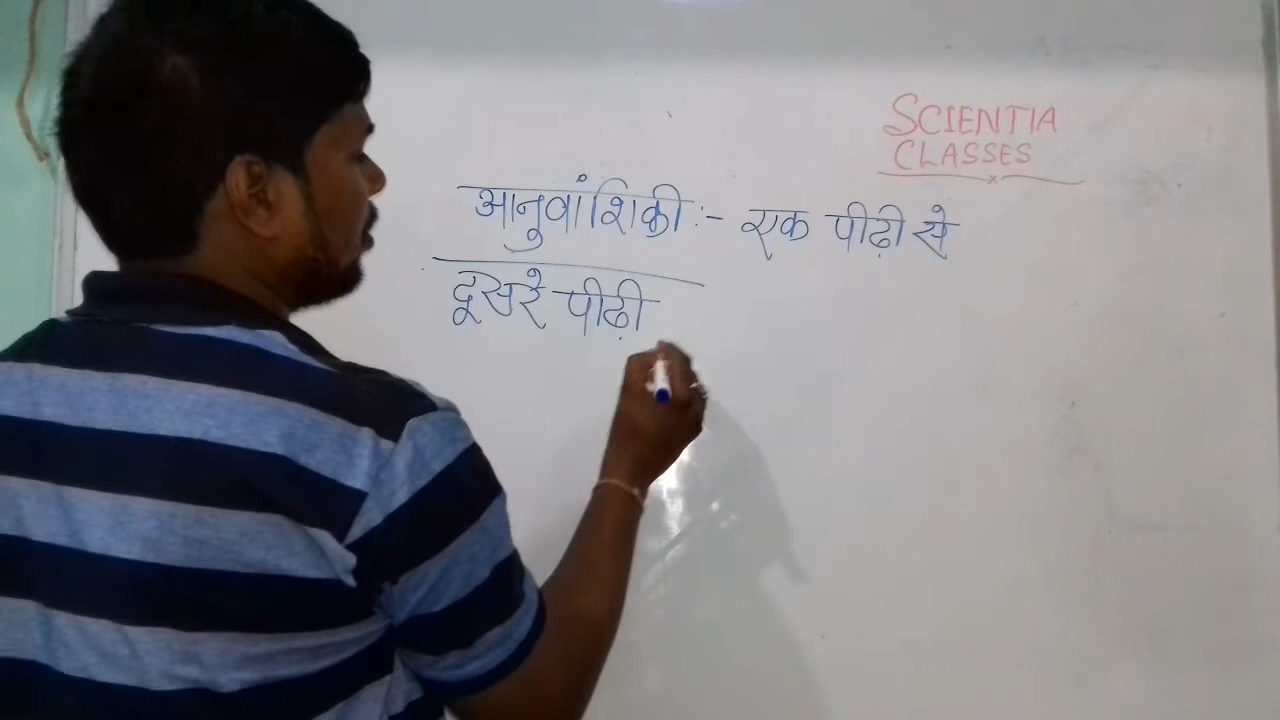 SCIENTIA
CLASSES
आनुवांशिकी :- एक पीढ़ी से
दूसरे पीढ़ी